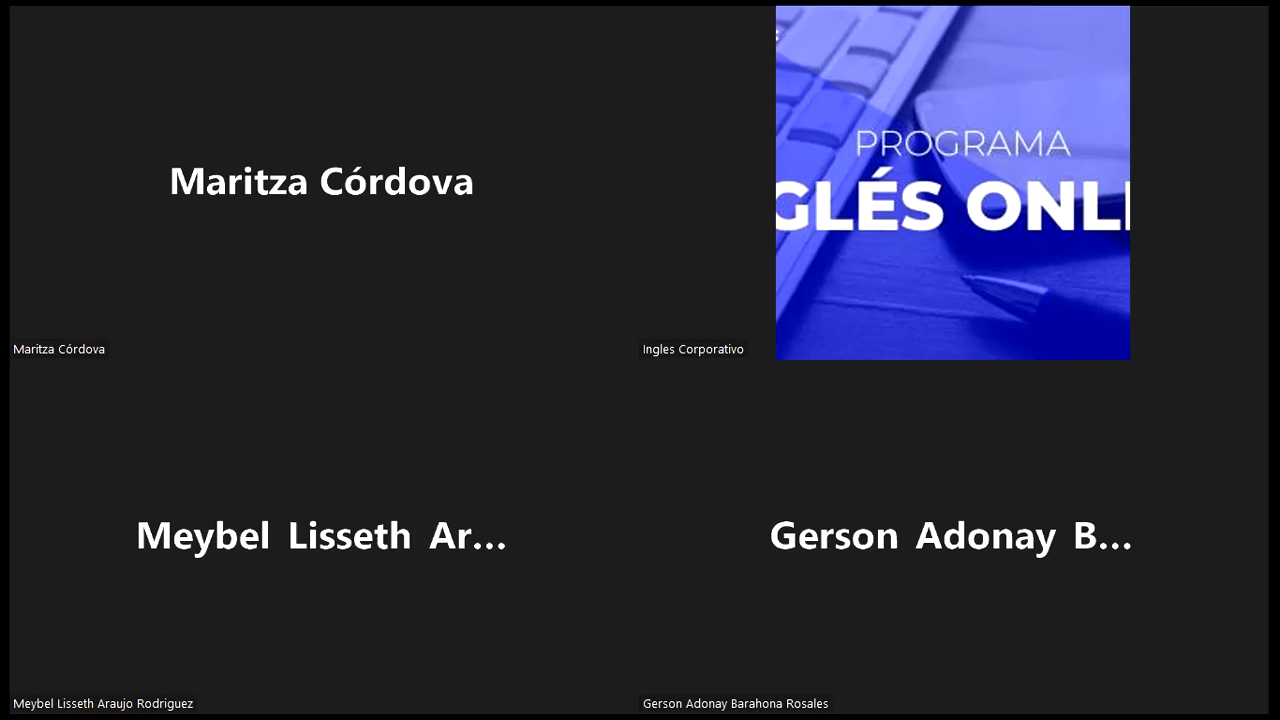 Maritza Córdova
Maritza Córdova
PROGRAMA
GLÉS ONLI
Ingles Corporativo
Meybel Lisseth Ar...
Meybel Lisseth Araujo Rodriguez
Gerson Adonay B...
Gerson Adonay Barahona Rosales